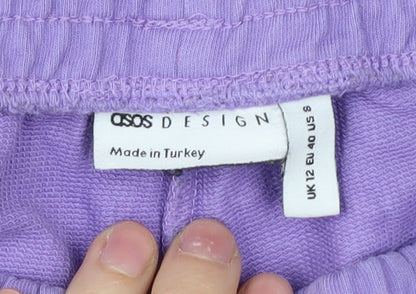 asos DESIGN
Made in Turkey
UK 12 EU 40 US 8